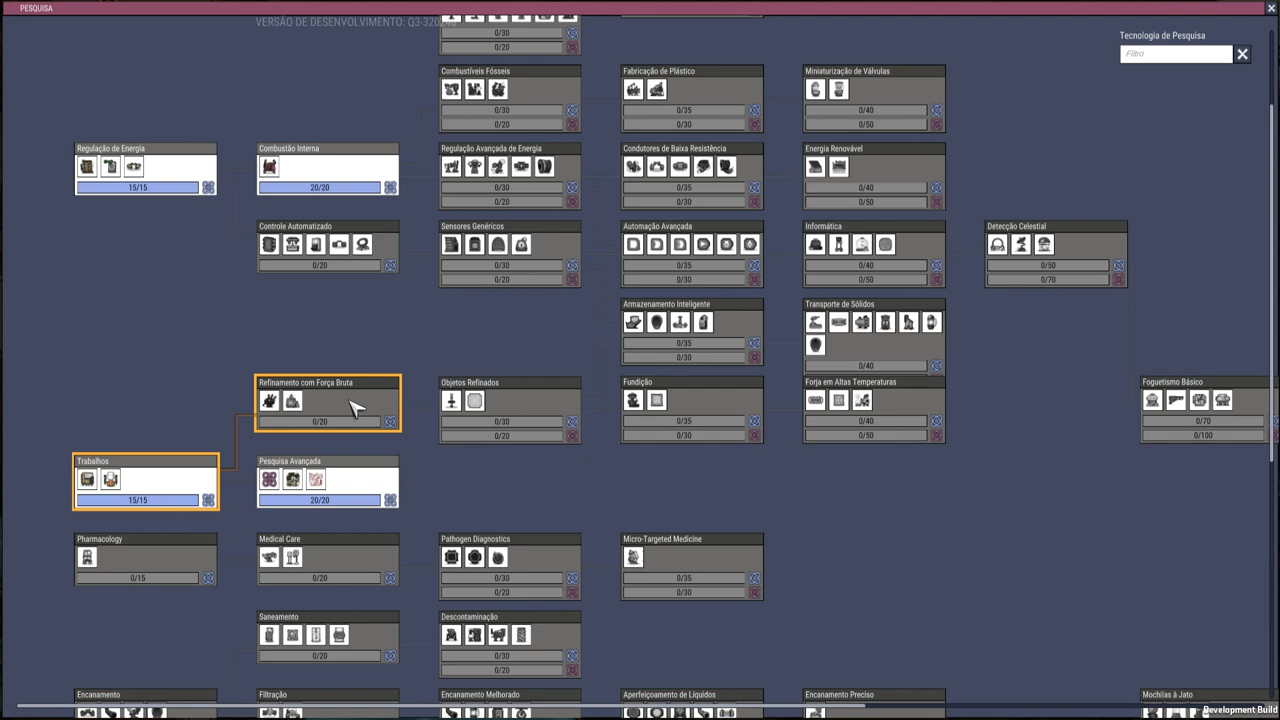 PESQUISA
VERSÃO DE DESENVOLVIMENTO: Q3-320
Tecnologia de Pesquisa
Filtro
0/30
0/20
Combustíveis Fósseis
0/30
0/20
Fabricação de Plástico
0/35
0/30
Miniaturização de Válvulas
0/40
0/50
Regulação de Energia
15/15
Combustão Interna
20/20
Regulação Avançada de Energia
0/30
0/20
Condutores de Baixa Resistência
0/35
0/30
Energia Renovável
0/40
0/50
Controle Automatizado
0/20
Sensores Genéricos
0/30
0/20
Automação Avançada
0/35
0/30
Informática
0/40
0/50
Detecção Celestial
0/50
0/70
Armazenamento Inteligente
0/35
0/30
Transporte de Sólidos
0/40
Refinamento com Força Bruta
0/20
Objetos Refinados
0/30
0/20
Fundição
0/35
0/30
Forja em Altas Temperaturas
0/40
0/50
Foguetismo Básico
0/70
0/100
Trabalhos
15/15
Pesquisa Avançada
20/20
Pharmacology
0/15
Medical Care
0/20
Pathogen Diagnostics
0/30
0/20
Micro-Targeted Medicine
0/35
0/30
Saneamento
0/20
Descontaminação
0/30
0/20
Encanamento
Filtração
Encanamento Melhorado
Aperfeiçoamento de Líquidos
Encanamento Preciso
Mochilas à Jato
Development Build